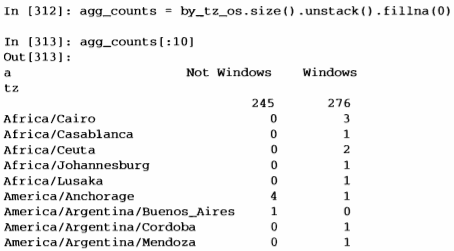 In [312]: agg_counts = by_tz_os.size().unstack().fillna(0)
In [313]: agg_counts[:10]
Out[313]:
a Not Windows Windows
tz
245 276
Africa/Cairo 0 3
Africa/Casablanca 0 1
Africa/Ceuta 0 2
Africa/Johannesburg 0 1
Africa/Lusaka 0 1
America/Anchorage 4 1
America/Argentina/Buenos_Aires 1 0
America/Argentina/Cordoba 0 1
America/Argentina/Mendoza 0 1